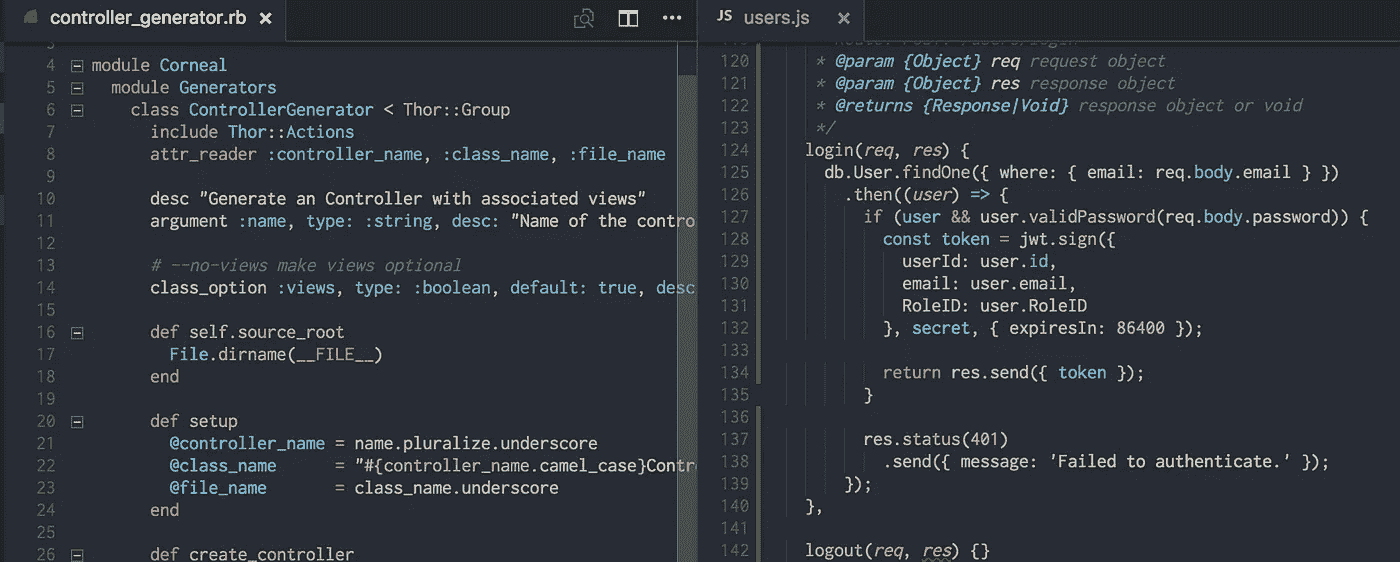 controller_generator.rb ×
4 module Corneal
5 module Generators
6 class ControllerGenerator < Thor::Group
7 include Thor::Actions
8 attr_reader :controller_name, :class_name, :file_name
9
10 desc "Generate an Controller with associated views"
11 argument :name, type: :string, desc: "Name of the contro
12
13 # --no-views make views optional
14 class_option :views, type: :boolean, default: true, desc
15
16 def self.source_root
17 File.dirname(__FILE__)
18 end
19
20 def setup
21 @controller_name = name.pluralize.underscore
22 @class_name = "#{controller_name.camel_case}Contr
23 @file_name = class_name.underscore
24 end
25
26 def create_controller
JS users.js ×
120 * @param {Object} req request object
121 * @param {Object} res response object
122 * @returns {Response|Void} response object or void
123 */
124 login(req, res) {
125 db.User.findOne({ where: { email: req.body.email } })
126 .then((user) => {
127 if (user && user.validPassword(req.body.password)) {
128 const token = jwt.sign({
129 userId: user.id,
130 email: user.email,
131 RoleID: user.RoleID
132 }, secret, { expiresIn: 86400 });
133
134 return res.send({ token });
135 }
136
137 res.status(401)
138 .send({ message: 'Failed to authenticate.' });
139 });
140 },
141
142 logout(req, res) {}